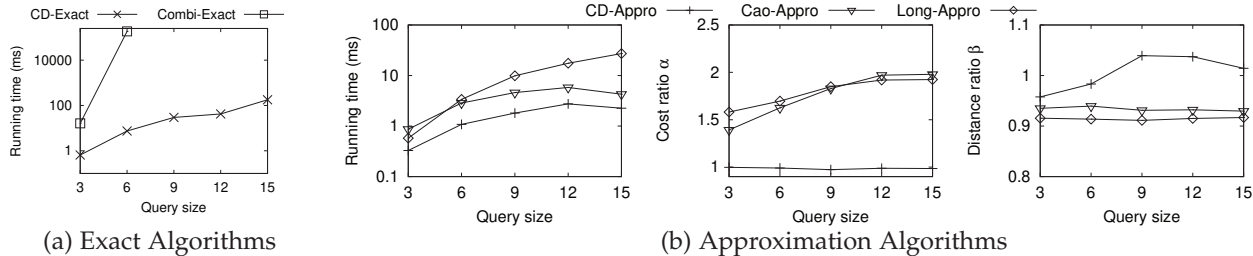 CD-Exact Combi-Exact
Running time (ms)
10000
100
1
3 6 9 12 15
Query size
(a) Exact Algorithms
CD-Appro Cao-Appro Long-Appro
Running time (ms)
100
10
1
0.1
3 6 9 12 15
Query size
Cost ratio α
2.5
2
1.5
1
3 6 9 12 15
Query size
Distance ratio β
1.1
1
0.9
0.8
3 6 9 12 15
Query size
(b) Approximation Algorithms